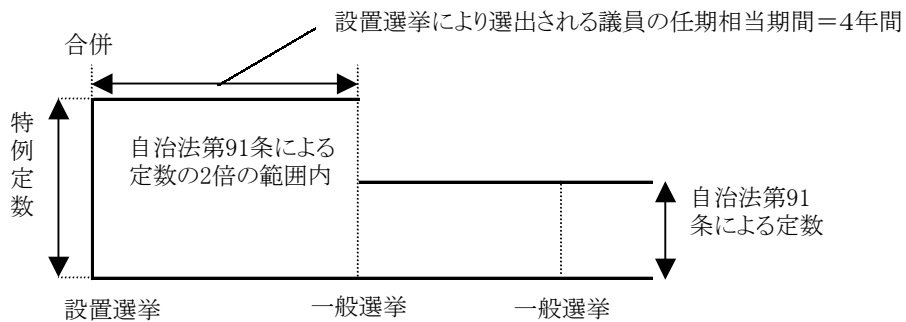 設置選挙により選出される議員の任期相当期間＝4年間
合併
特例定数
自治法第91条による
定数の2倍の範囲内
自治法第91
条による定数
設置選挙
一般選挙
一般選挙